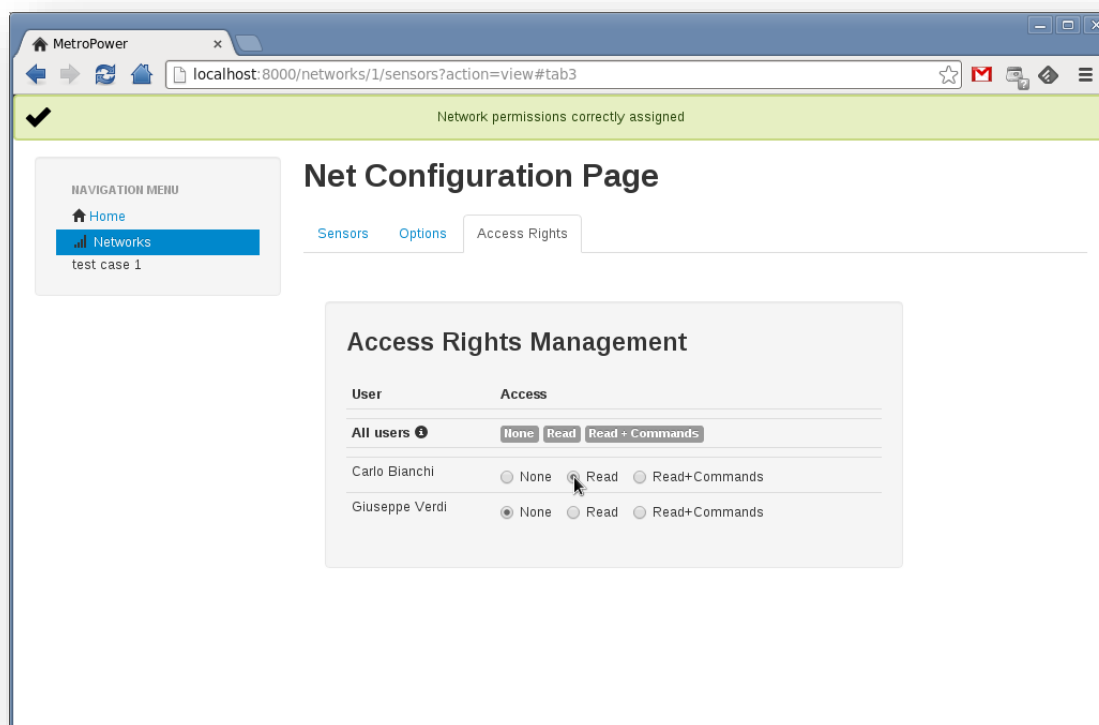 MetroPower
localhost:8000/networks/1/sensors?action=view#tab3
Network permissions correctly assigned
NAVIGATION MENU
Home
Networks
test case 1
Net Configuration Page
Sensors Options Access Rights
Access Rights Management
User Access
All users None Read Read + Commands
Carlo Bianchi None Read Read+Commands
Giuseppe Verdi None Read Read+Commands